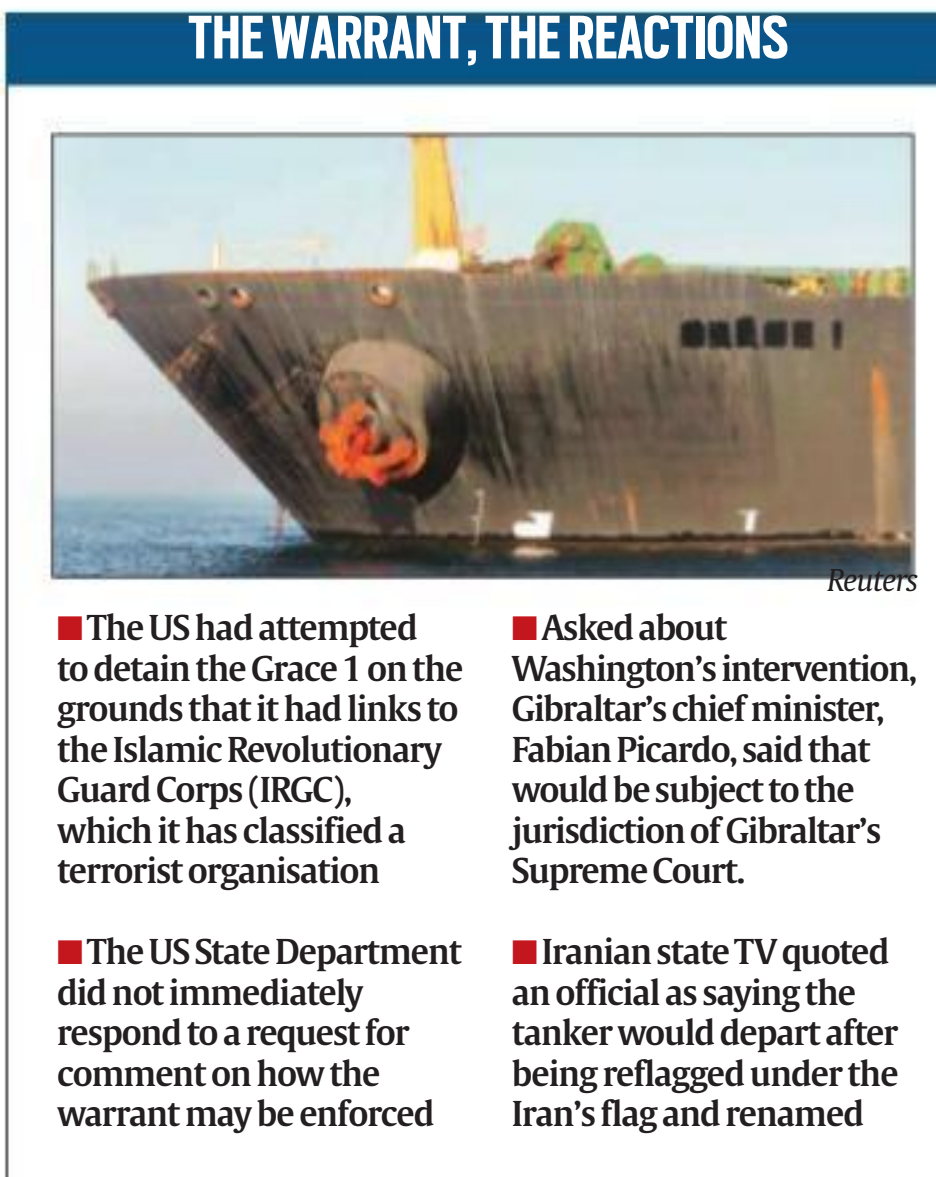 THE WARRANT, THE REACTIONS
Reuters
The US had attempted
to detain the Grace 1 on the
grounds that it had links to
the Islamic Revolutionary
Guard Corps (IRGC),
which it has classified a
terrorist organisation
The US State Department
did not immediately
respond to a request for
comment on how the
warrant may be enforced
Asked about
Washington's intervention,
Gibraltar's chief minister,
Fabian Picardo, said that
would be subject to the
jurisdiction of Gibraltar's
Supreme Court.
Iranian state TV quoted
an official as saying the
tanker would depart after
being reflagged under the
Iran's flag and renamed